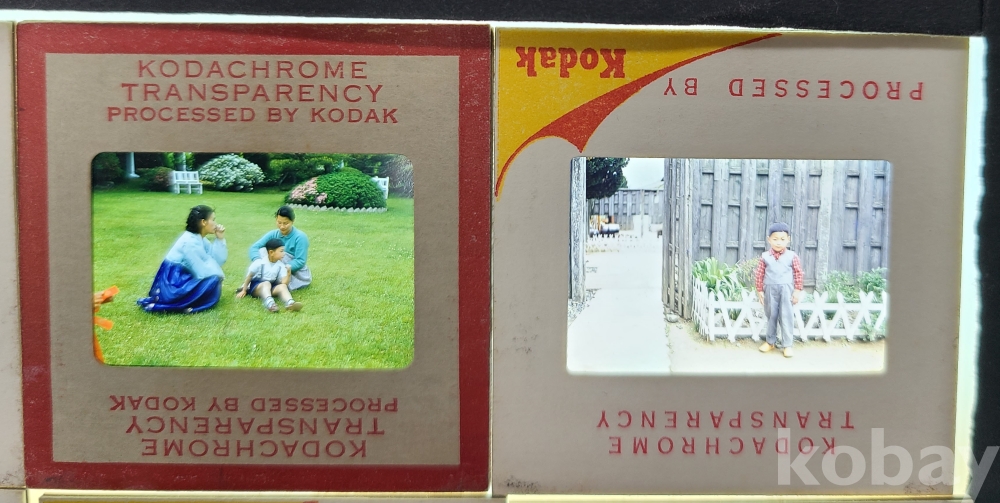 KODACHROME
TRANSPARENCY
PROCESSED BY KODAK
KODACHROME
TRANSPARENCY
PROCESSED BY KODAK
Kodak
PROCESSED BY
KODACHROME
TRANSPARENCY
kobay